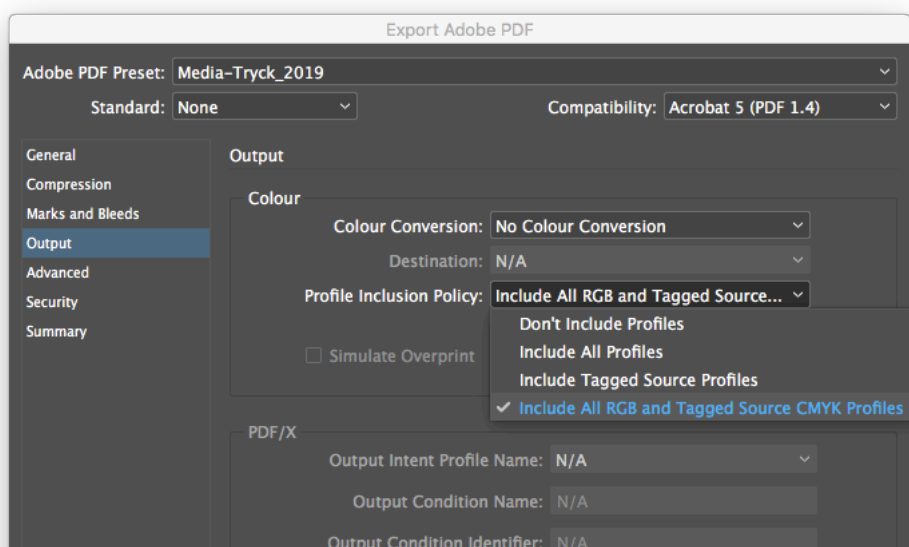 Export Adobe PDF
Adobe PDF Preset: Media-Tryck_2019
Standard: None Compatibility: Acrobat 5 (PDF 1.4)
General
Compression
Marks and Bleeds
Output
Advanced
Security
Summary
Output
Colour
Colour Conversion: No Colour Conversion
Destination: N/A
Profile Inclusion Policy: Include All RGB and Tagged Source...
Don't Include Profiles
Include All Profiles
Include Tagged Source Profiles
Include All RGB and Tagged Source CMYK Profiles
Simulate Overprint
PDF/X
Output Intent Profile Name: N/A
Output Condition Name: N/A
Output Condition Identifier: N/A